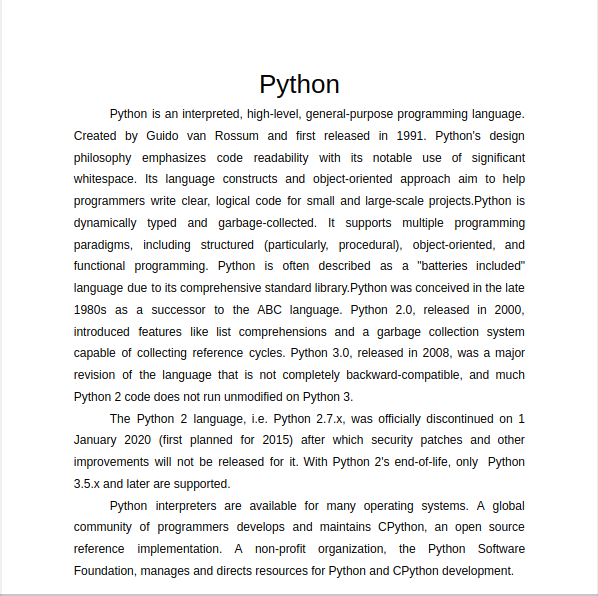 Python
Python is an interpreted, high-level, general-purpose programming language.
Created by Guido van Rossum and first released in 1991. Python's design
philosophy emphasizes code readability with its notable use of significant
whitespace. Its language constructs and object-oriented approach aim to help
programmers write clear, logical code for small and large-scale projects.Python is
dynamically typed and garbage-collected. It supports multiple programming
paradigms, including structured (particularly, procedural), object-oriented, and
functional programming. Python is often described as a "batteries included"
language due to its comprehensive standard library.Python was conceived in the late
1980s as a successor to the ABC language. Python 2.0, released in 2000,
introduced features like list comprehensions and a garbage collection system
capable of collecting reference cycles. Python 3.0, released in 2008, was a major
revision of the language that is not completely backward-compatible, and much
Python 2 code does not run unmodified on Python 3.
The Python 2 language, i.e. Python 2.7.x, was officially discontinued on 1
January 2020 (first planned for 2015) after which security patches and other
improvements will not be released for it. With Python 2's end-of-life, only  Python
3.5.x and later are supported.
Python interpreters are available for many operating systems. A global
community of programmers develops and maintains CPython, an open source
reference implementation. A non-profit organization, the Python Software
Foundation, manages and directs resources for Python and CPython development.